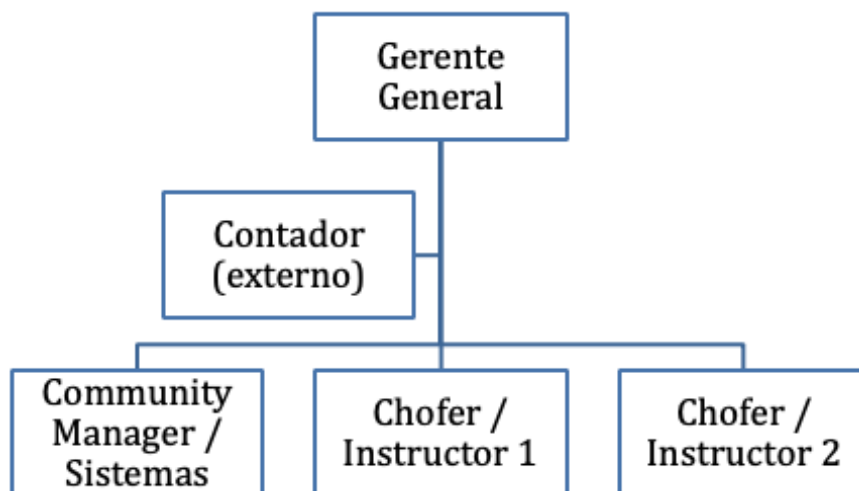 Gerente
General
Contador
(externo)
Community
Manager /
Sistemas
Chofer /
Instructor 1
Chofer /
Instructor 2